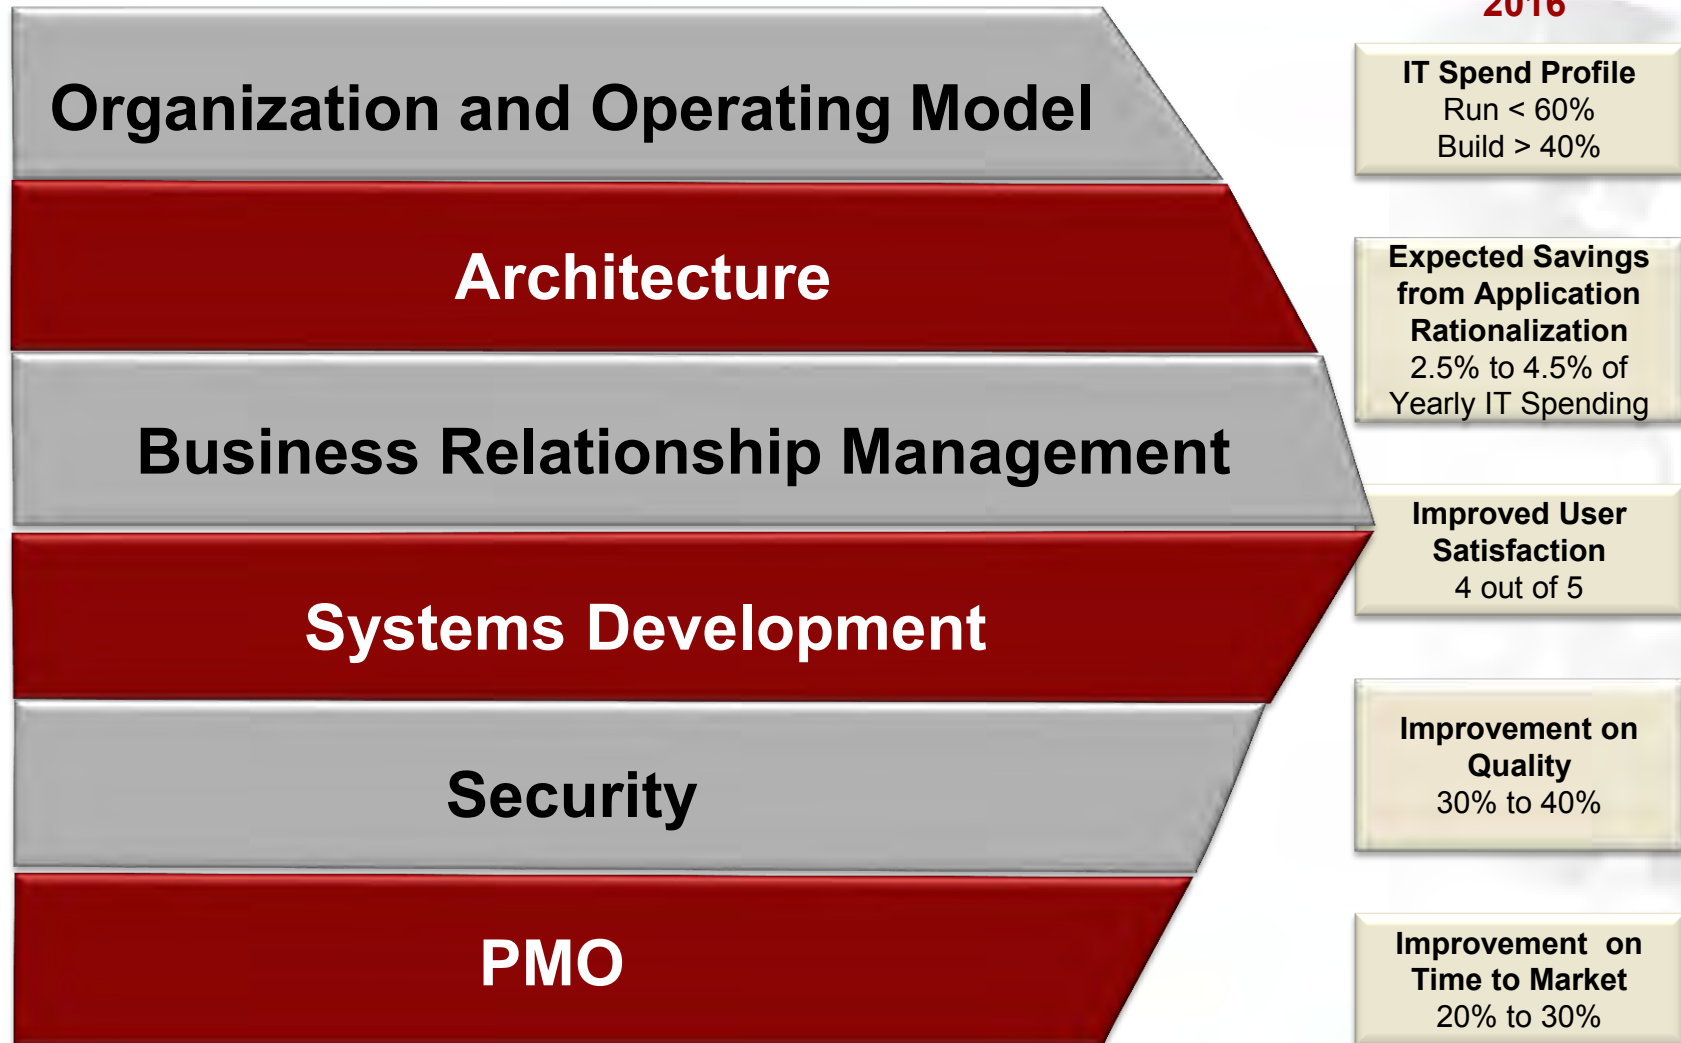 2016
Organization and Operating Model
Architecture
Business Relationship Management
Systems Development
Security
PMO
IT Spend Profile
Run < 60%
Build > 40%
Expected Savings
from Application
Rationalization
2.5% to 4.5% of
Yearly IT Spending
Improved User
Satisfaction
4 out of 5
Improvement on
Quality
30% to 40%
Improvement  on
Time to Market
20% to 30%